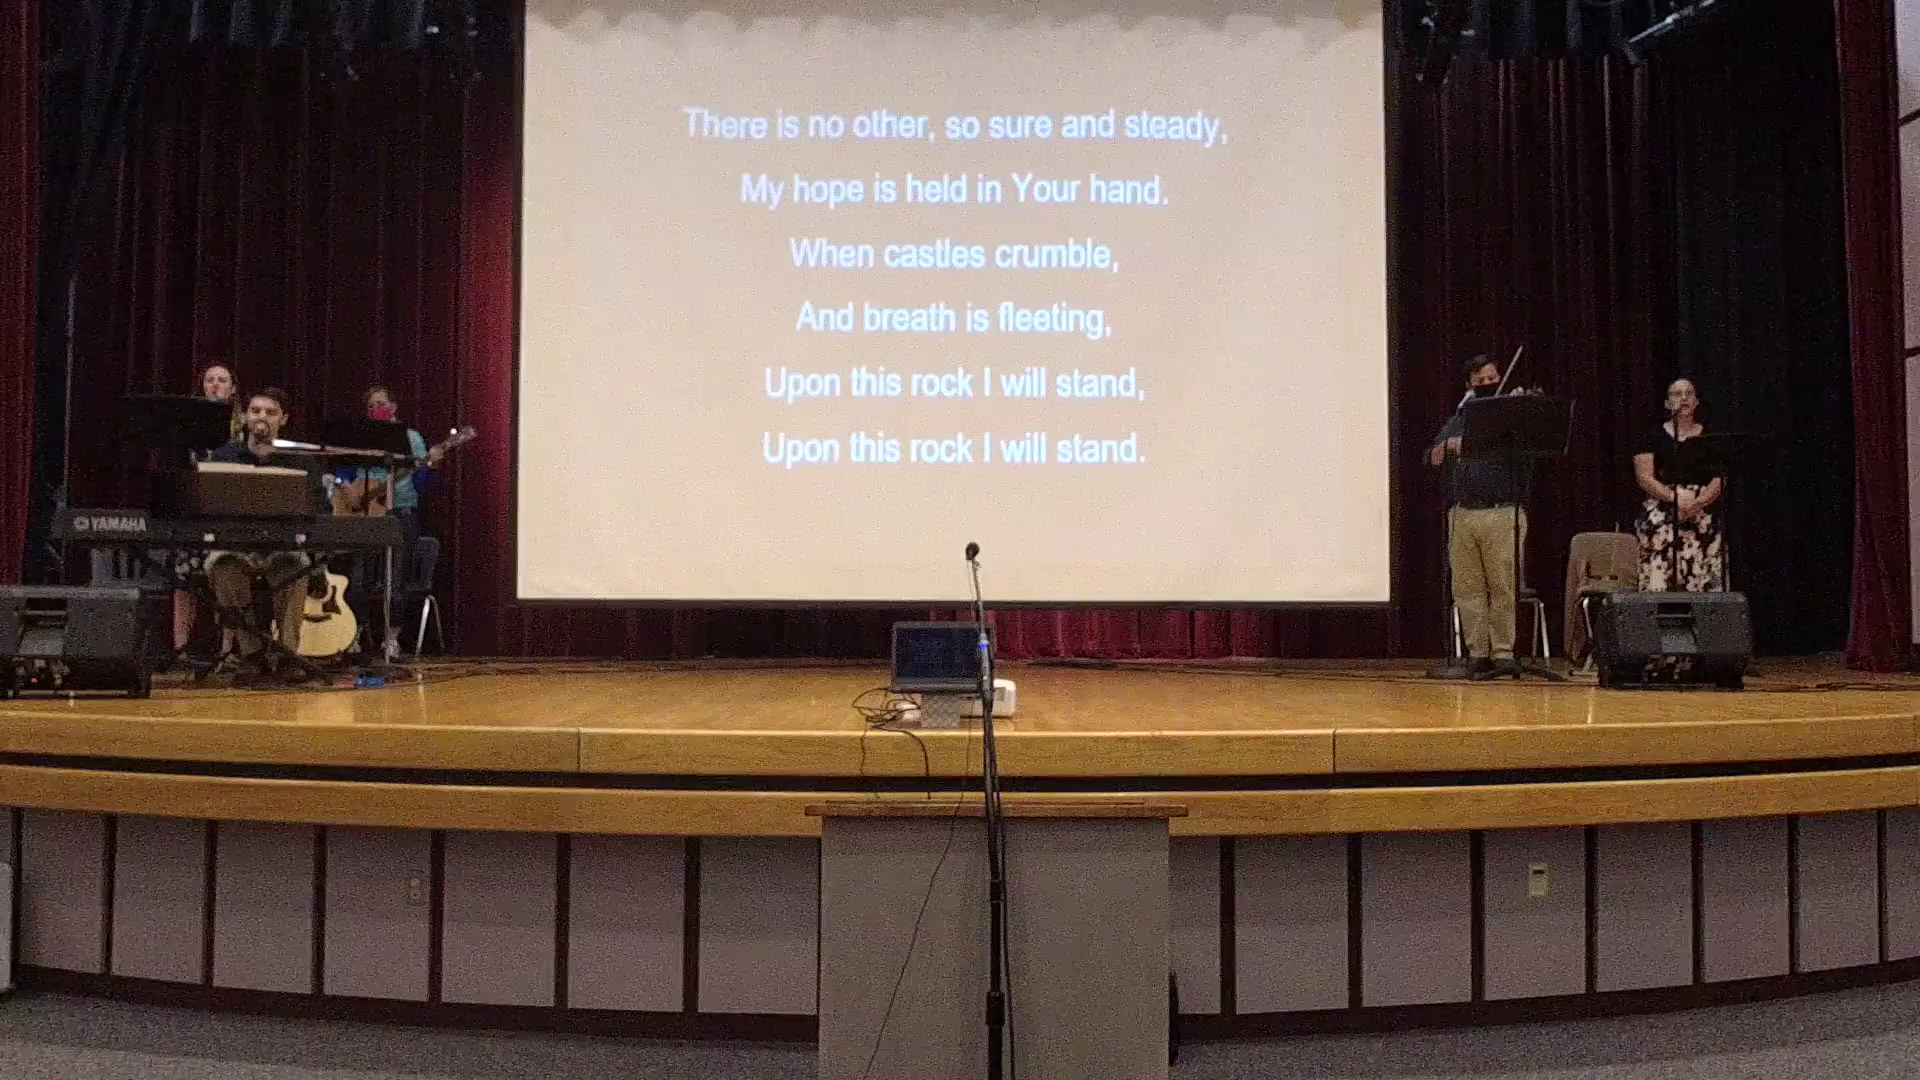 There is no other, so sure and steady,
My hope is held in Your hand.
When castles crumble,
And breath is fleeting,
Upon this rock I will stand,
Upon this rock I will stand.
YAMAHA